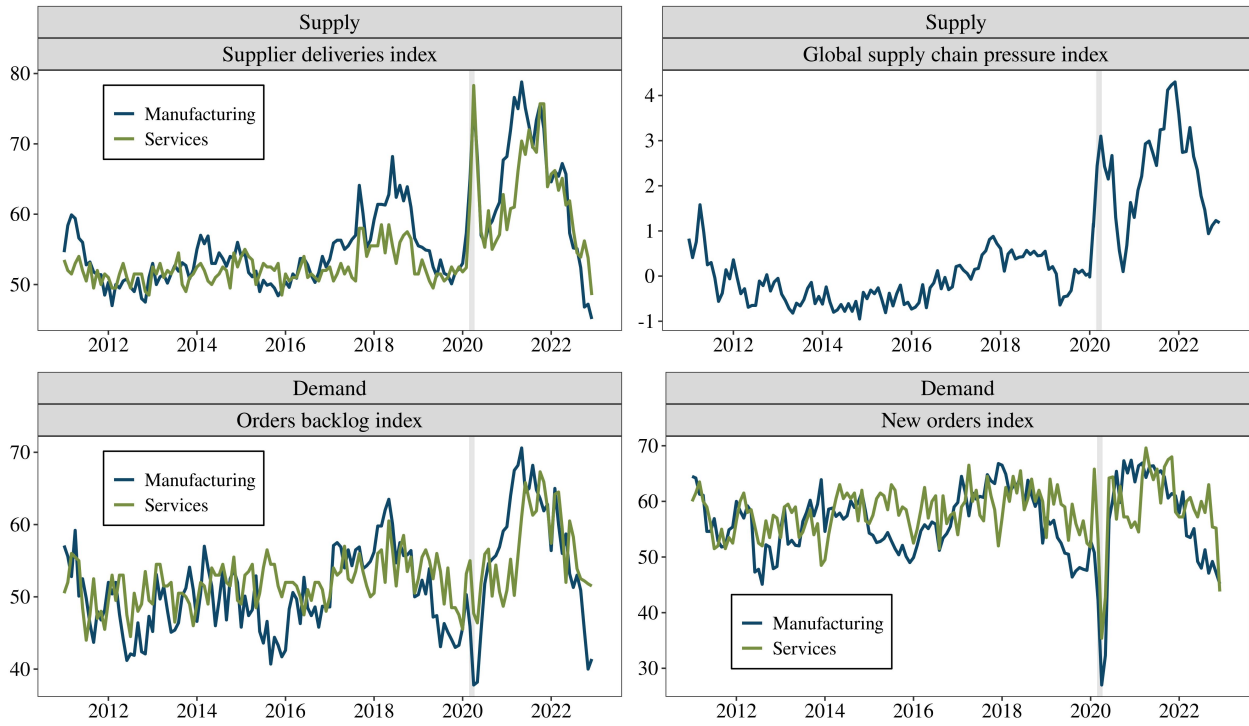 Supply
Supplier deliveries index
80
70
60
50
Manufacturing
Services
2012 2014 2016 2018 2020 2022
Supply
Global supply chain pressure index
4
3
2
1
0
-1
2012 2014 2016 2018 2020 2022
Demand
Orders backlog index
70
60
50
40
Manufacturing
Services
2012 2014 2016 2018 2020 2022
Demand
New orders index
70
60
50
40
30
Manufacturing
Services
2012 2014 2016 2018 2020 2022